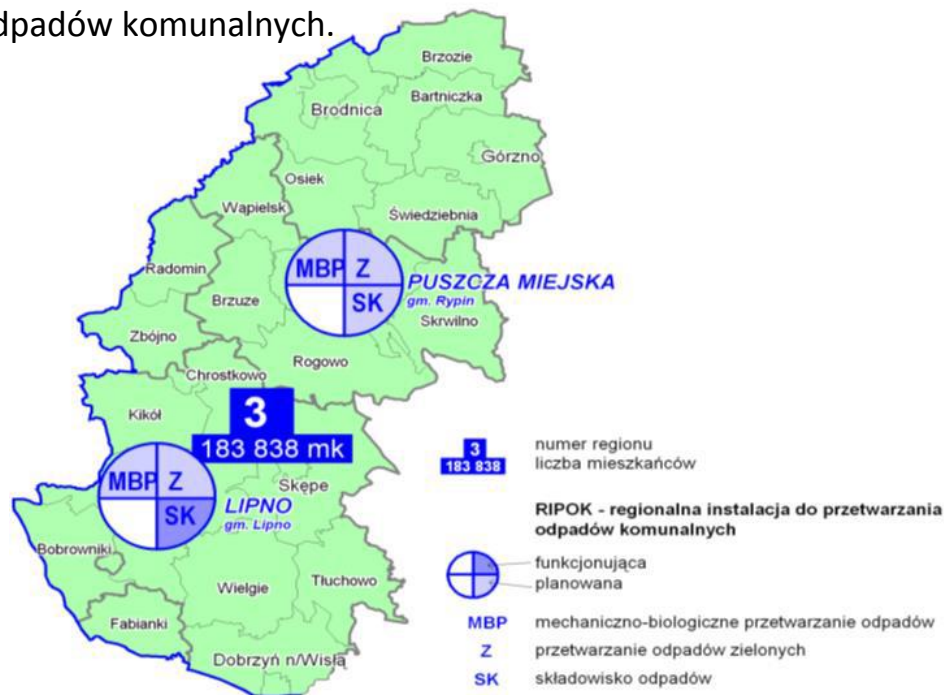 dpadów komunalnych.
Brzozie
Bartniczka
Brodnica
Górzno
Osiek
Wapielsk
Świedziebnia
Radomin
MBP Z
SK
PUSZCZA MIEJSKA
gm. Rypin
Brzuze
Skrwilno
Zbójno
Rogowo
Chrostkowo
Kikół
3
183 838 mk
MBP Z
SK
Skępe
LIPNO
gm. Lipno
Bobrowniki
Tłuchowo
Wielgie
Fabianki
Dobrzyń n/Wisłą
3
183 838
numer regionu
liczba mieszkańców
RIPOK - regionalna instalacja do przetwarzania
odpadów komunalnych
funkcjonująca
planowana
MBP mechaniczno-biologiczne przetwarzanie odpadów
Z przetwarzanie odpadów zielonych
SK składowisko odpadów